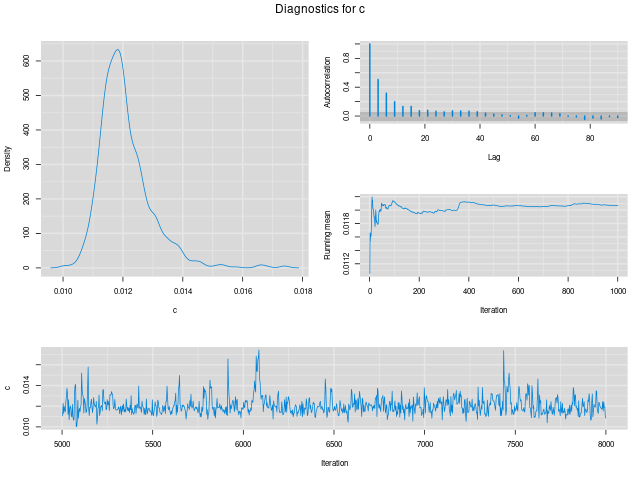 Diagnostics for c
Density
0 100 200 300 400 500 600
0.010 0.012 0.014 0.016 0.018
c
Autocorrelation
0.0 0.4 0.8
0 20 40 60 80
Lag
Running mean
0.0112 0.0118
0 200 400 600 800 1000
Iteration
c
0.010 0.014
5000 5500 6000 6500 7000 7500 8000
Iteration